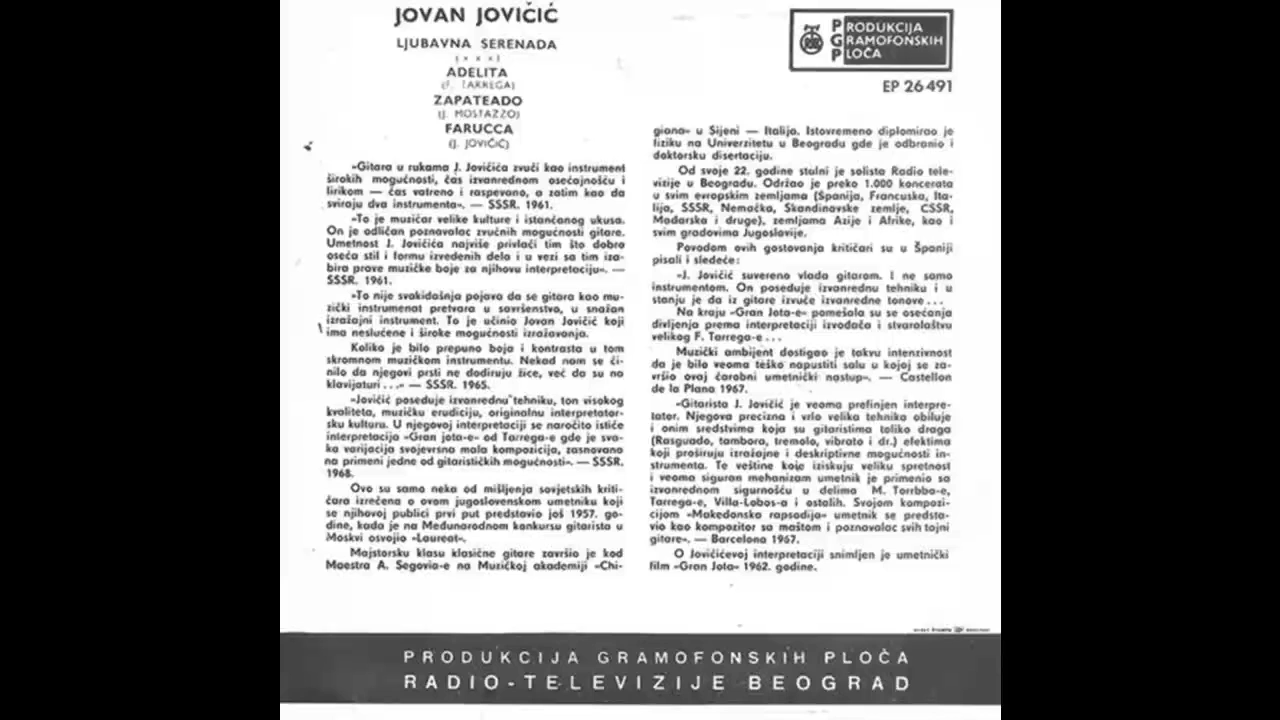 JOVAN JOVIČIĆ
LJUBAVNA SERENADA
(x x x)
ADELITA
(F. TARREGA)
ZAPATEADO
(J. MOSTAZZO)
FARUCCA
(J. JOVIČIĆ)
PRODUKCIJA
GRAMOFONSKIH
PLOČA
EP 26491
»Gitara u rukama J. Jovičića zvuči kao instrument
širokih mogućnosti, čas izvanrednom osećajnošću i
lirikom — čas vatreno i raspevano, a zatim kao da
sviraju dva instrumenta«. — SSSR. 1961.
»To je muzičar velike kulture i istančanog ukusa.
On je odličan poznavalac zvučnih mogućnosti gitare.
Umetnost J. Jovičića najviše privlači tim što dobro
oseća stil i formu izvedenih dela i u vezi sa tim iza-
bira prave muzičke boje za njihovu interpretaciju«. —
SSSR. 1961.
»To nije svakidašnja pojava da se gitara kao mu-
zički instrumenat pretvara u savršenstvo, u snažan
izražajni instrument. To je učinio Jovan Jovičić koji
ima neslućene i široke mogućnosti izražavanja.
Koliko je bilo prepuno boja i kontrasta u tom
skromnom muzičkom instrumentu. Nekad nam se či-
nilo da njegovi prsti ne dodiruju žice, već da su na
klavijaturi...« — SSSR. 1965.
»Jovičić poseduje izvanrednu tehniku, ton visokog
kvaliteta, muzičku erudiciju, originalnu interpretator-
sku kulturu. U njegovoj interpretaciji se naročito ističe
interpretacija »Gran jota-e« od Tarrega-e gde je sva-
ka varijacija svojevrsna mala kompozicija, zasnovana
na primeni jedne od gitarističkih mogućnosti«. — SSSR.
1968.
Ovo su samo neka od mišljenja sovjetskih kriti-
čara izrečena o ovom jugoslovenskom umetniku koji
se njihovoj publici prvi put predstavio još 1957. go-
dine, kada je na Međunarodnom konkursu gitarista u
Moskvi osvojio »Laureat«.
Majstorsku klasu klasične gitare završio je kod
Maestra A. Segovia-e na Muzičkoj akademiji »Chi-
giana« u Sijeni — Italija. Istovremeno diplomirao je
fiziku na Univerzitetu u Beogradu gde je odbranio i
doktorsku disertaciju.
Od svoje 22. godine stalni je solista Radio tele-
vizije u Beogradu. Održao je preko 1.000 koncerata
u svim evropskim zemljama (Španija, Francuska, Ita-
lija, SSSR, Nemačka, Skandinavske zemlje, ČSSR,
Mađarska i druge), zemljama Azije i Afrike, kao i
svim gradovima Jugoslavije.
Povodom ovih gostovanja kritičari su u Španiji
pisali i sledeće:
»J. Jovičić suvereno vlada gitarom. I ne samo
instrumentom. On poseduje izvanrednu tehniku i u
stanju je da iz gitare izvuče izvanredne tonove...
Na kraju »Gran Jota-e« pomešala su se osećanja
divljenja prema interpretaciji izvođača i stvaralaštvu
velikog F. Tarrega-e...
Muzički ambijent dostigao je takvu intenzivnost
da je bilo veoma teško napustiti salu u kojoj se za-
vršio ovaj čarobni umetnički nastup«. — Castellon
de la Plana 1967.
»Gitarista J. Jovičić je veoma prefinjen interpre-
tator. Njegova precizna i vrlo velika tehnika obiluje
i onim sredstvima koja su gitaristima toliko draga
(Rasguado, tambora, tremolo, vibrato i dr.) efektima
koji proširuju izražajne i deskriptivne mogućnosti in-
strumenta. Te veštine koje iziskuju veliku spretnost
i veoma siguran mehanizam umetnik je primenio sa
izvanrednom sigurnošću u delima M. Torrbba-e,
Tarrega-e, Villa-Lobos-a i ostalih. Svojom kompozi-
cijom »Makedonska rapsodija« umetnik se predsta-
vio kao kompozitor sa maštom i poznavalac svih tajni
gitare«. — Barcelona 1967.
O Jovičićevoj interpretaciji snimljen je umetnički
film »Gran Jota« 1962. godine.
PRODUKCIJA GRAMOFONSKIH PLOČA
RADIO-TELEVIZIJE BEOGRAD